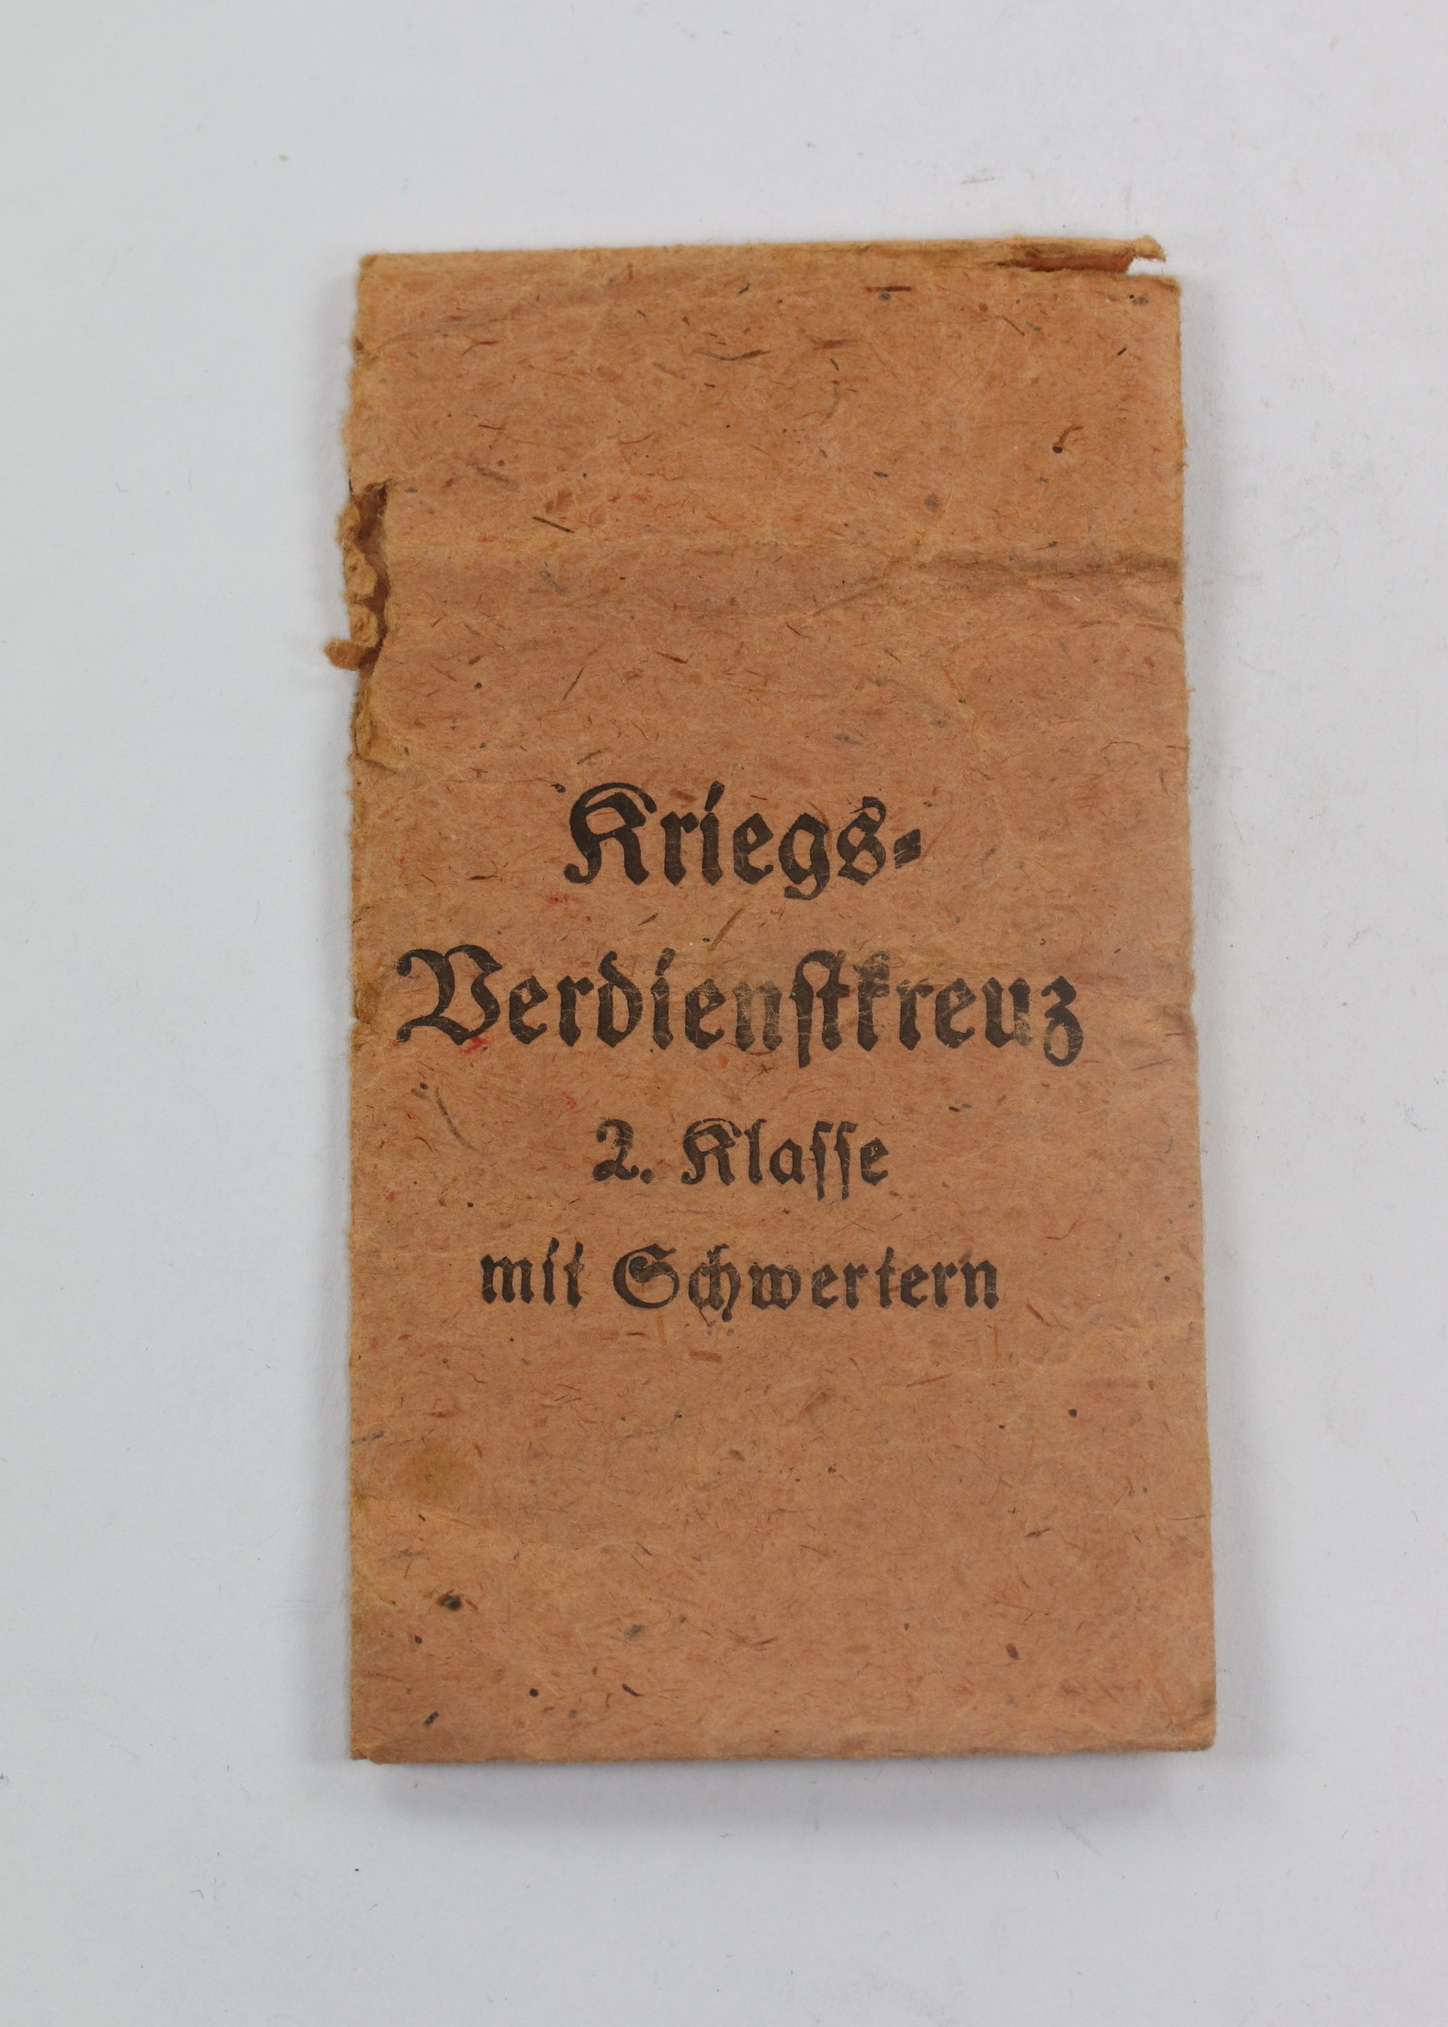 Kriegs-
Verdienstkreuz
2. Klasse
mit Schwertern